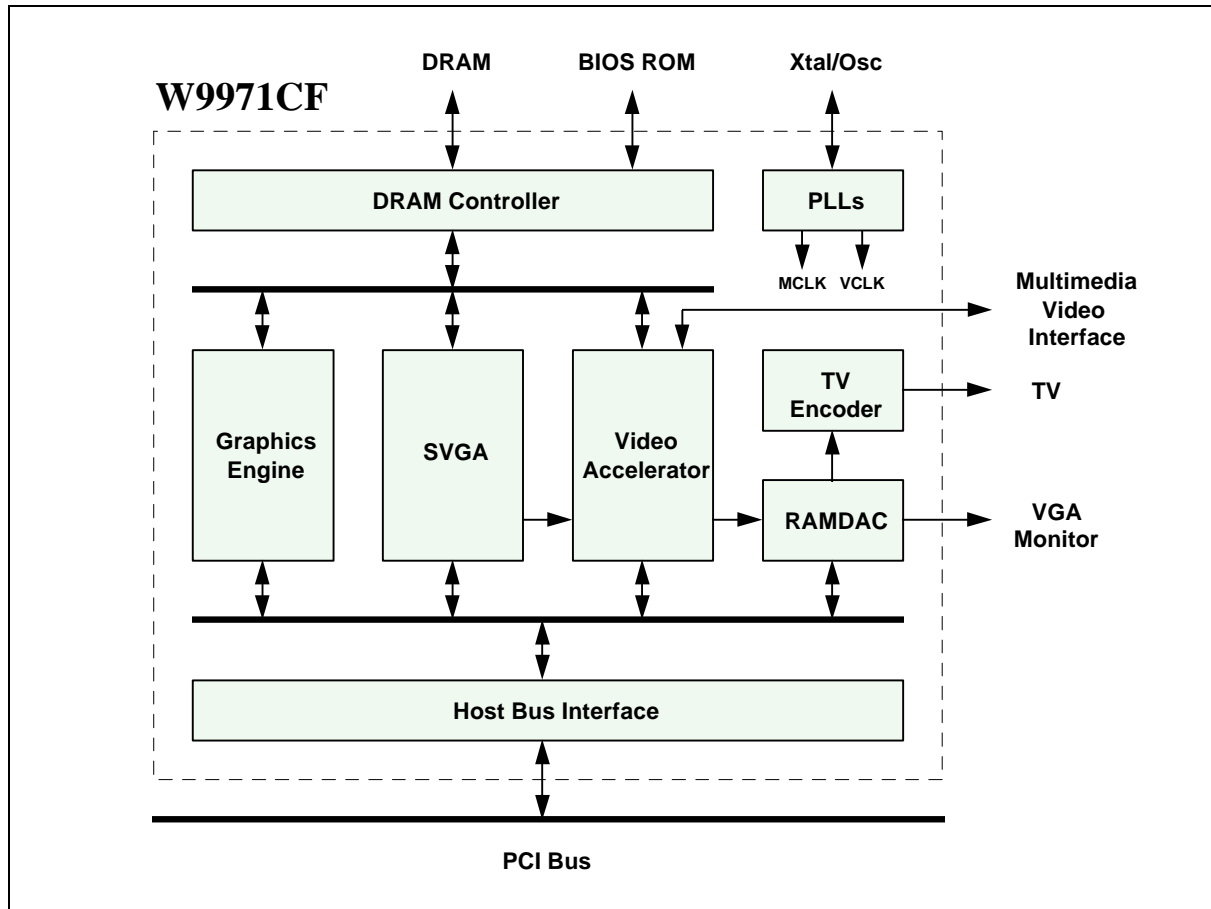 DRAM
BIOS ROM
Xtal/Osc
W9971CF
DRAM Controller
PLLs
MCLK
VCLK
Multimedia
Video
Interface
Graphics
Engine
SVGA
Video
Accelerator
TV
Encoder
TV
RAMDAC
VGA
Monitor
Host Bus Interface
PCI Bus